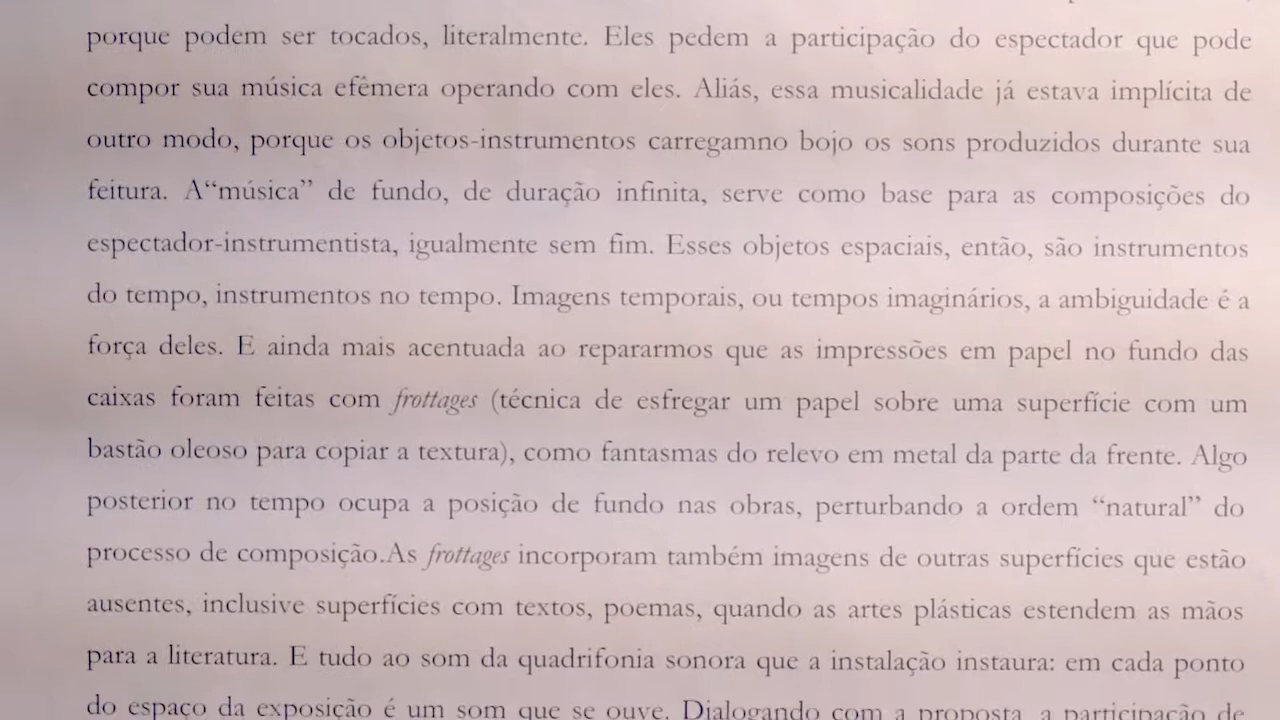 porque podem ser tocados, literalmente. Eles pedem a participação do espectador que pode
compor sua música efêmera operando com eles. Aliás, essa musicalidade já estava implícita de
outro modo, porque os objetos-instrumentos carregamno bojo os sons produzidos durante sua
feitura. A“música” de fundo, de duração infinita, serve como base para as composições do
espectador-instrumentista, igualmente sem fim. Esses objetos espaciais, então, são instrumentos
do tempo, instrumentos no tempo. Imagens temporais, ou tempos imaginários, a ambiguidade é a
força deles. E ainda mais acentuada ao repararmos que as impressões em papel no fundo das
caixas foram feitas com frottages (técnica de esfregar um papel sobre uma superfície com um
bastão oleoso para copiar a textura), como fantasmas do relevo em metal da parte da frente. Algo
posterior no tempo ocupa a posição de fundo nas obras, perturbando a ordem “natural” do
processo de composição.As frottages incorporam também imagens de outras superfícies que estão
ausentes, inclusive superfícies com textos, poemas, quando as artes plásticas estendem as mãos
para a literatura. E tudo ao som da quadrifonia sonora que a instalação instaura: em cada ponto
do espaço da exposição é um som que se ouve. Dialogando com a proposta, a participação de